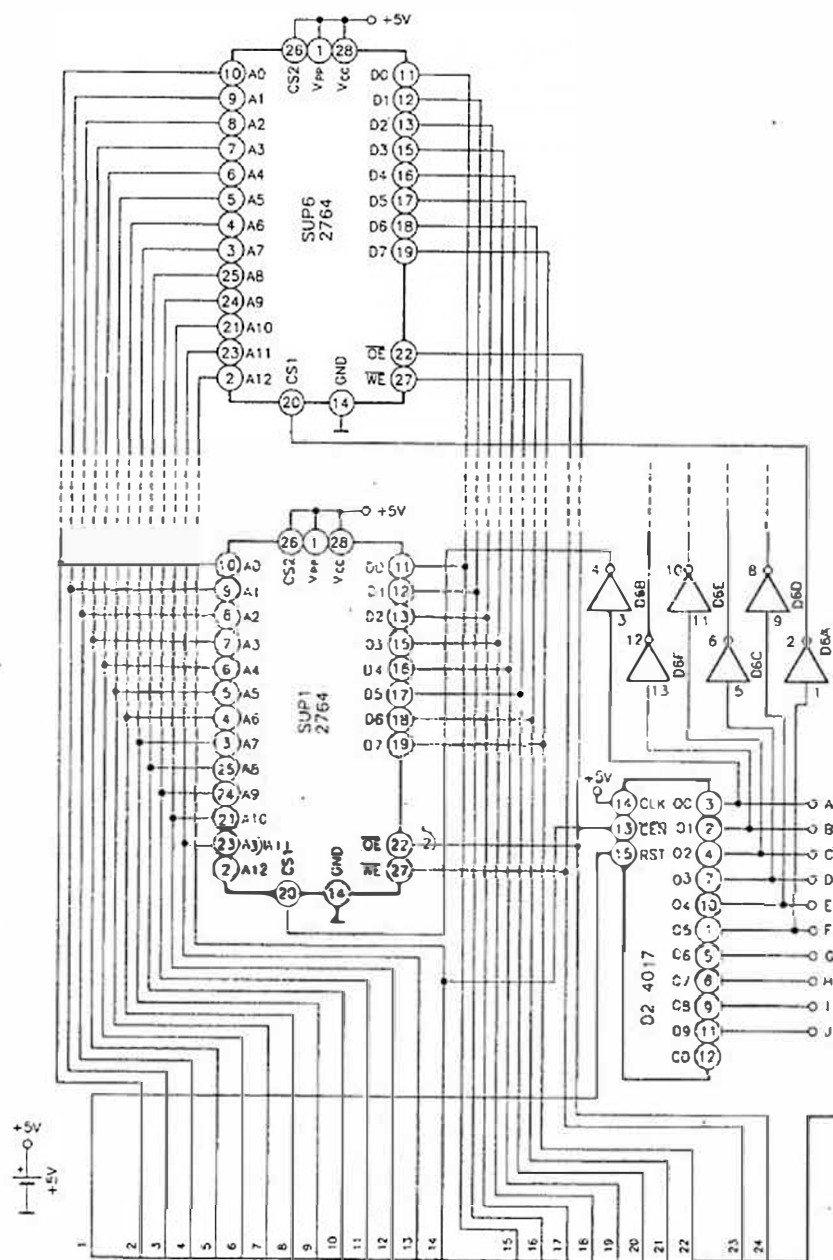 +5V
26 1 28
CS2 VPP VCC
10 A0 D0 11
9 A1 D1 12
8 A2 D2 13
7 A3 D3 15
6 A4 D4 16
5 A5 D5 17
4 A6 D6 18
3 A7 D7 19
25 A8
24 A9
21 A10
23 A11 OE 22
2 A12 WE 27
SUP6
2764
CS1 GND
20 14
+5V
26 1 28
CS2 VPP VCC
10 A0 D0 11
9 A1 D1 12
8 A2 D2 13
7 A3 D3 15
6 A4 D4 16
5 A5 D5 17
4 A6 D6 18
3 A7 D7 19
25 A8
24 A9
21 A10
23 A11 OE 22
2 A12 WE 27
SUP1
2764
CS1 GND
20 14
4 D6B 3
12 D6F 13
10 D6E 11
6 D6C 5
8 D6D 9
2 D6A 1
+5V
14 CLK O0 3 A
13 CEN O1 2 B
15 RST O2 4 C
O3 7 D
O4 10 E
O5 1 F
O6 5 G
O7 6 H
O8 9 I
O9 11 J
CO 12
D2 4017
+5V
+
+5V
1 2 3 4 5 6 7 8 9 10 11 12 13 14 15 16 17 18 19 20 21 22 23 24